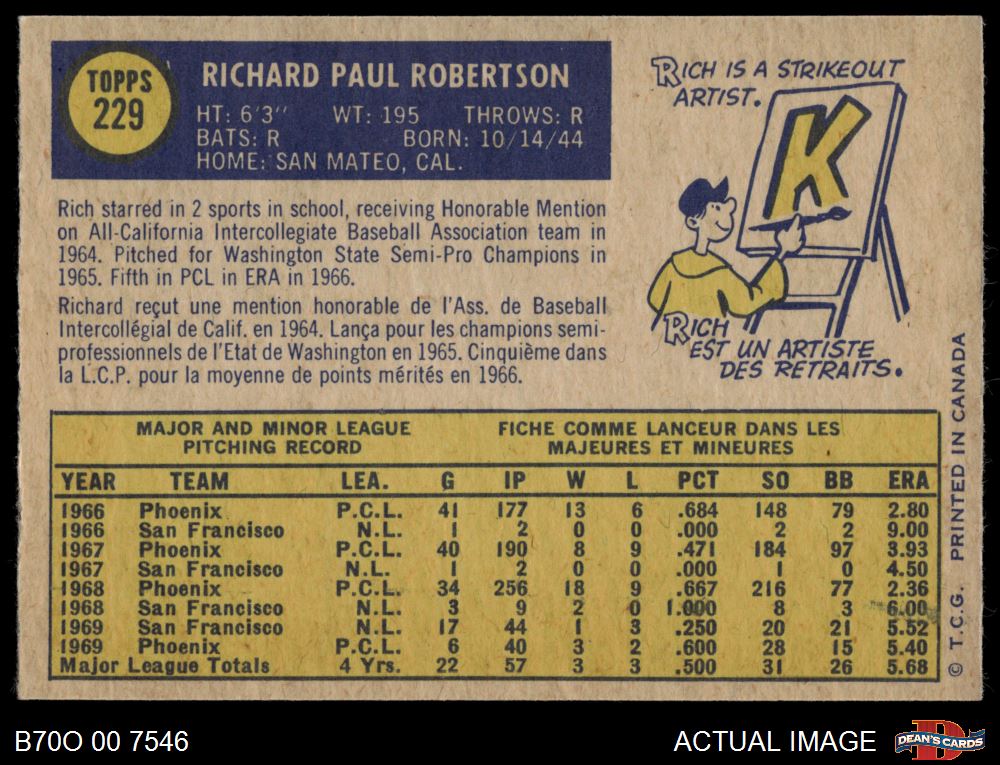 TOPPS
229
RICHARD PAUL ROBERTSON
HT: 6'3" WT: 195 THROWS: R
BATS: R BORN: 10/14/44
HOME: SAN MATEO, CAL.
Rich starred in 2 sports in school, receiving Honorable Mention
on All-California Intercollegiate Baseball Association team in
1964. Pitched for Washington State Semi-Pro Champions in
1965. Fifth in PCL in ERA in 1966.
Richard reçut une mention honorable de l'Ass. de Baseball
Intercollégial de Calif. en 1964. Lança pour les champions semi-
professionnels de l'Etat de Washington en 1965. Cinquième dans
la L.C.P. pour la moyenne de points mérités en 1966.
RICH IS A STRIKEOUT
ARTIST.
K
RICH
EST UN ARTISTE
DES RETRAITS.
MAJOR AND MINOR LEAGUE
PITCHING RECORD
FICHE COMME LANCEUR DANS LES
MAJEURES ET MINEURES
YEAR TEAM LEA. G IP W L PCT SO BB ERA
1966 Phoenix P.C.L. 41 177 13 6 .684 148 79 2.80
1966 San Francisco N.L. 1 2 0 0 .000 2 2 9.00
1967 Phoenix P.C.L. 40 190 8 9 .471 184 97 3.93
1967 San Francisco N.L. 1 2 0 0 .000 1 0 4.50
1968 Phoenix P.C.L. 34 256 18 9 .667 216 77 2.36
1968 San Francisco N.L. 3 9 2 0 1.000 8 3 6.00
1969 San Francisco N.L. 17 44 1 3 .250 20 21 5.52
1969 Phoenix P.C.L. 6 40 3 2 .600 28 15 5.40
Major League Totals 4 Yrs. 22 57 3 3 .500 31 26 5.68
© T.C.G. PRINTED IN CANADA
B70O 00 7546
ACTUAL IMAGE
DEAN'S CARDS